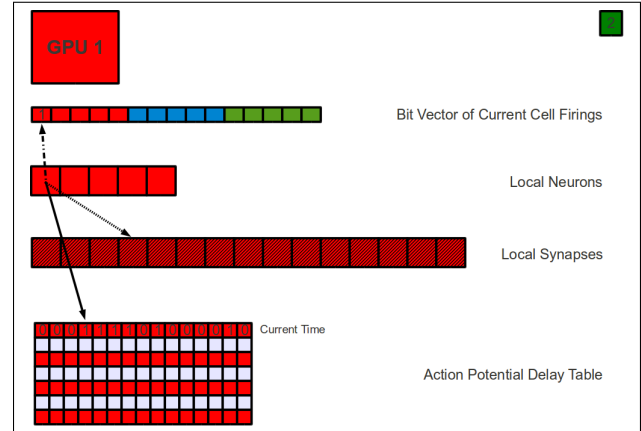 GPU 1
2
1
Bit Vector of Current Cell Firings
Local Neurons
Local Synapses
0 0 0 1 1 1 1 0 1 0 0 0 0 1 0 Current Time
Action Potential Delay Table